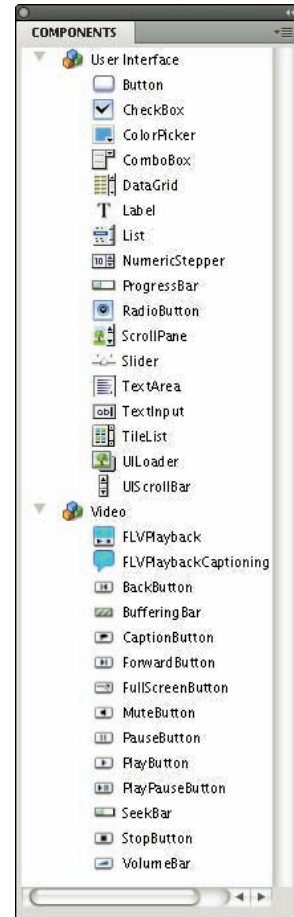 COMPONENTS
User Interface
Button
CheckBox
ColorPicker
ComboBox
DataGrid
Label
List
NumericStepper
ProgressBar
RadioButton
ScrollPane
Slider
TextArea
TextInput
TileList
UILoader
UIScrollBar
Video
FLVPlayback
FLVPlaybackCaptioning
BackButton
BufferingBar
CaptionButton
ForwardButton
FullScreenButton
MuteButton
PauseButton
PlayButton
PlayPauseButton
SeekBar
StopButton
VolumeBar